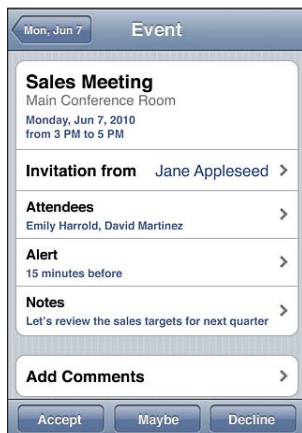 Mon, Jun 7
Event
Sales Meeting
Main Conference Room
Monday, Jun 7, 2010
from 3 PM to 5 PM
Invitation from Jane Appleseed
Attendees
Emily Harrold, David Martinez
Alert
15 minutes before
Notes
Let's review the sales targets for next quarter
Add Comments
Accept Maybe Decline